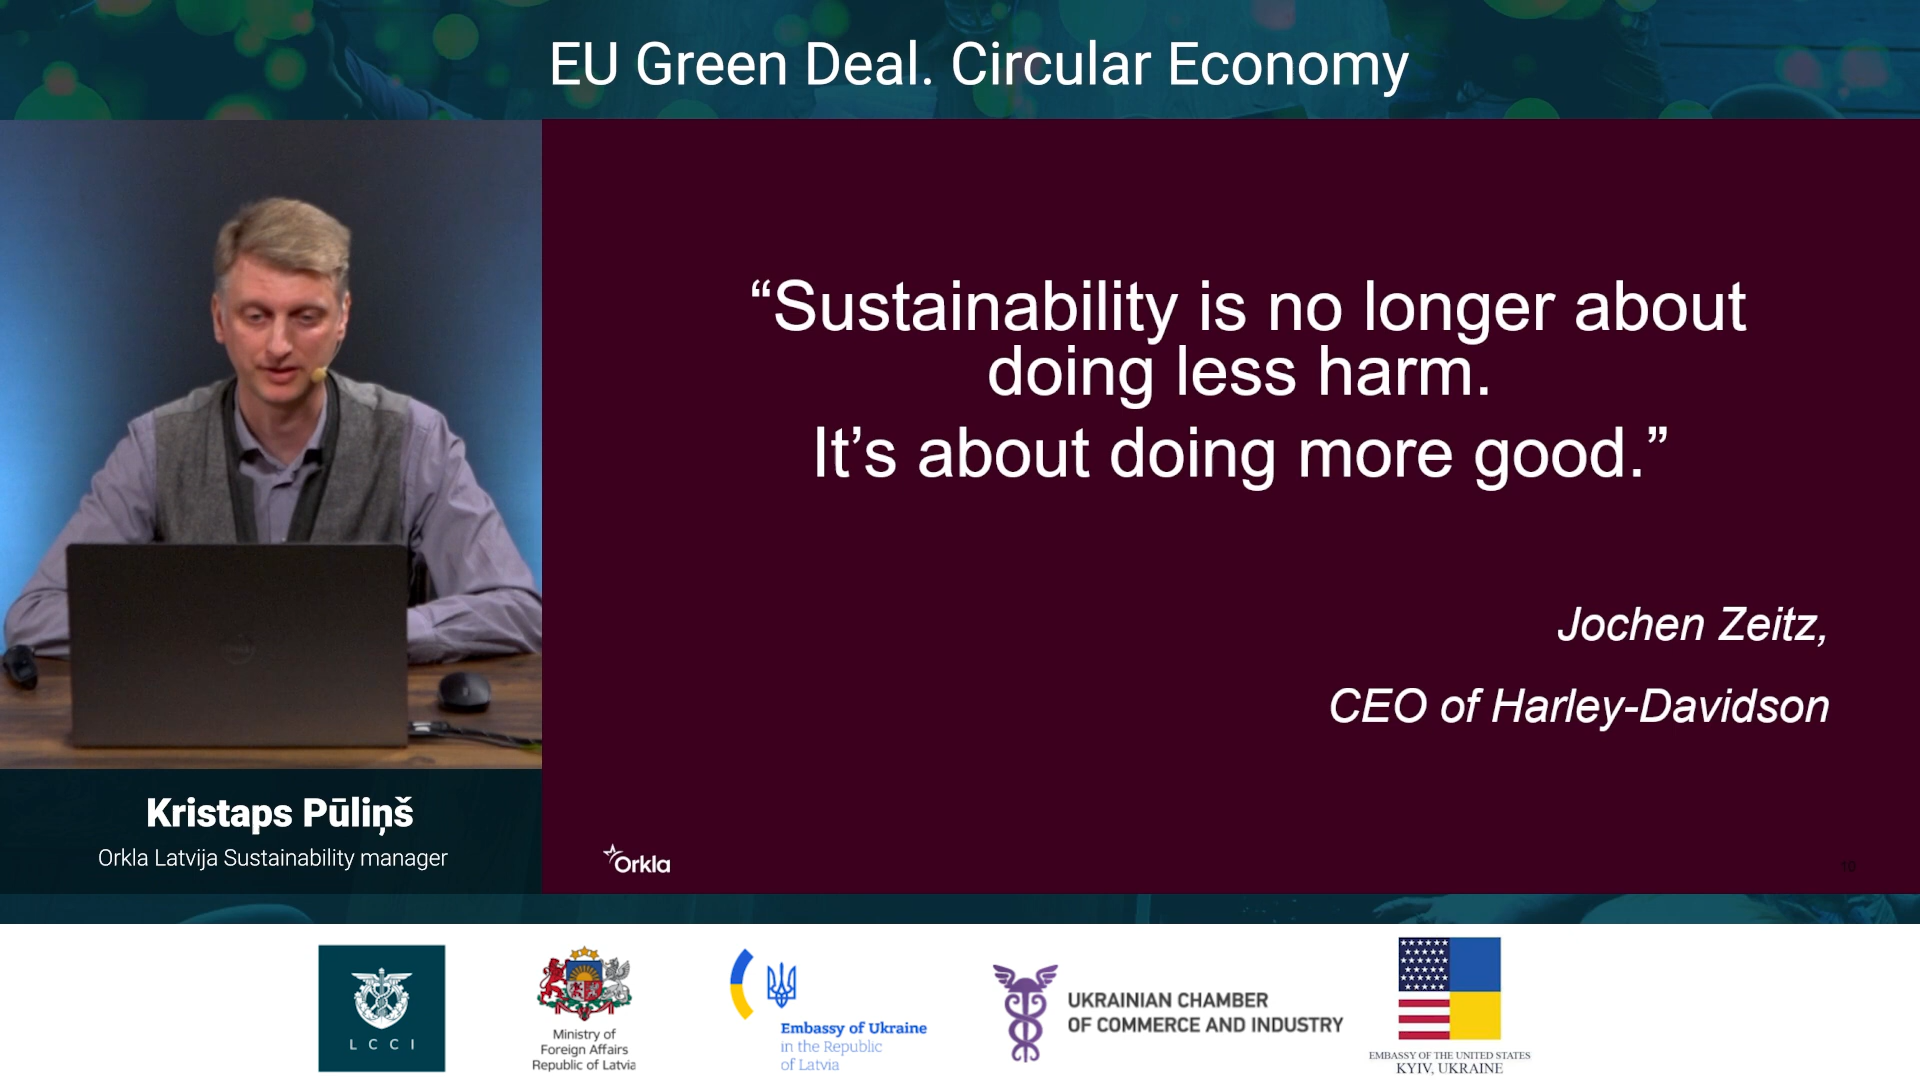 EU Green Deal. Circular Economy
“Sustainability is no longer about
doing less harm.
It’s about doing more good.”
Jochen Zeitz,
CEO of Harley-Davidson
Orkla
10
Kristaps Pūliņš
Orkla Latvija Sustainability manager
LCCI
Ministry of
Foreign Affairs
Republic of Latvia
Embassy of Ukraine
in the Republic
of Latvia
UKRAINIAN CHAMBER
OF COMMERCE AND INDUSTRY
EMBASSY OF THE UNITED STATES
KYIV, UKRAINE